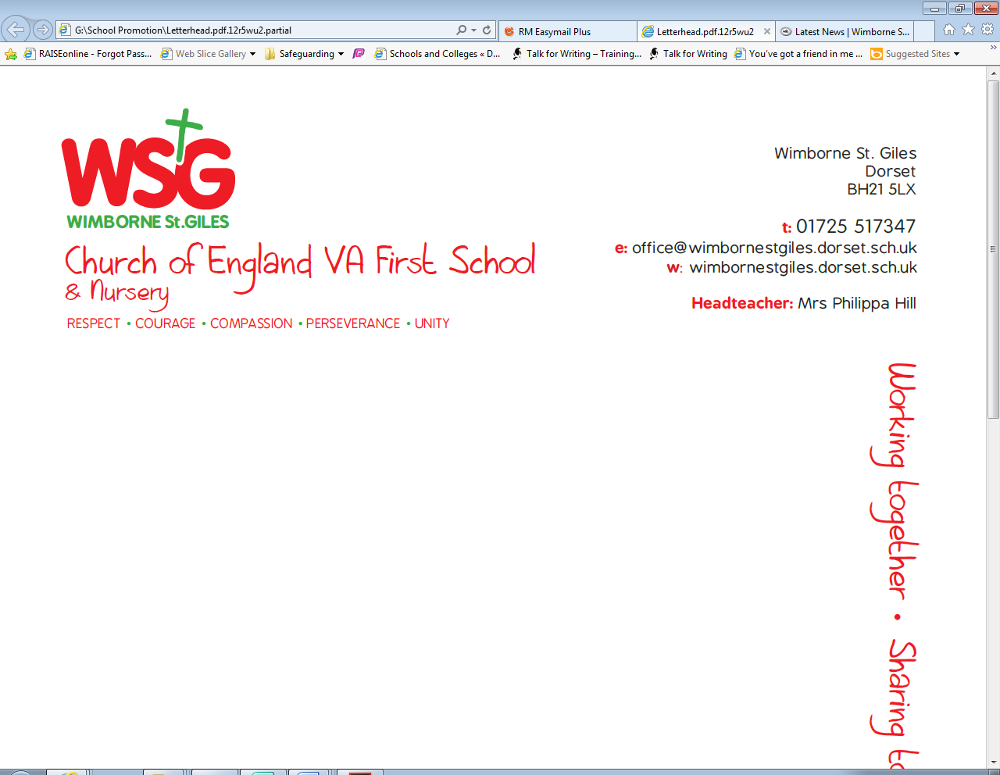 G:\School Promotion\Letterhead.pdf.12r5wu2.partial
RM Easymail Plus
Letterhead.pdf.12r5wu2
Latest News | Wimborne S...
RAISEonline - Forgot Pass...
Web Slice Gallery
Safeguarding
Schools and Colleges « D...
Talk for Writing – Training...
Talk for Writing
You've got a friend in me ...
Suggested Sites
WStG
WIMBORNE St.GILES
Church of England VA First School
& Nursery
RESPECT • COURAGE • COMPASSION • PERSEVERANCE • UNITY
Wimborne St. Giles
Dorset
BH21 5LX
t: 01725 517347
e: office@wimbornestgiles.dorset.sch.uk
w: wimbornestgiles.dorset.sch.uk
Headteacher: Mrs Philippa Hill
Working together • Sharing